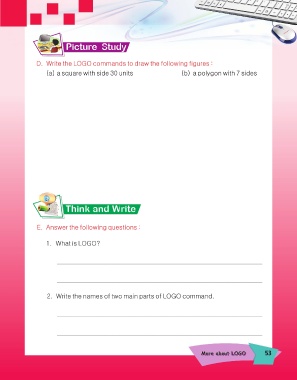 Picture Study
D. Write the LOGO commands to draw the following figures :
(a) a square with side 30 units (b) a polygon with 7 sides
Think and Write
E. Answer the following questions :
1. What is LOGO?
2. Write the names of two main parts of LOGO command.
More about LOGO 53